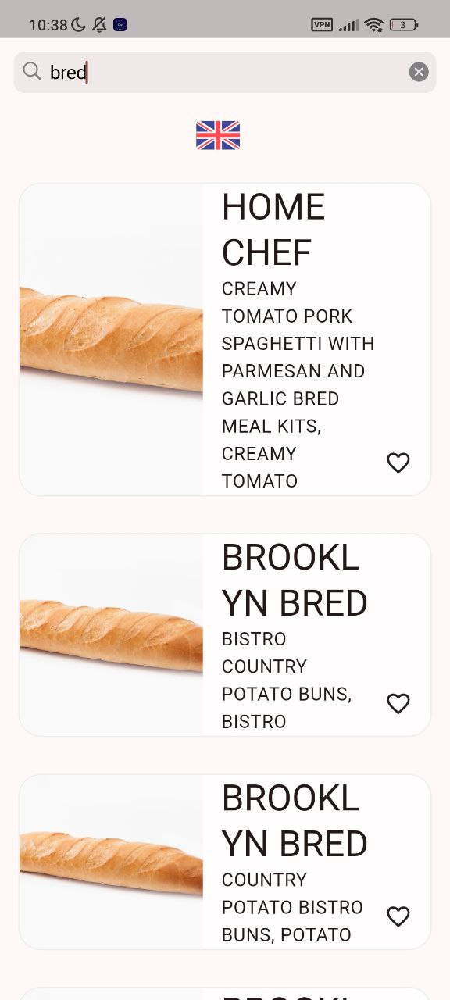 10:38
VPN
3
bred
HOME
CHEF
CREAMY
TOMATO PORK
SPAGHETTI WITH
PARMESAN AND
GARLIC BRED
MEAL KITS,
CREAMY
TOMATO
BROOKL
YN BRED
BISTRO
COUNTRY
POTATO BUNS,
BISTRO
BROOKL
YN BRED
COUNTRY
POTATO BISTRO
BUNS, POTATO